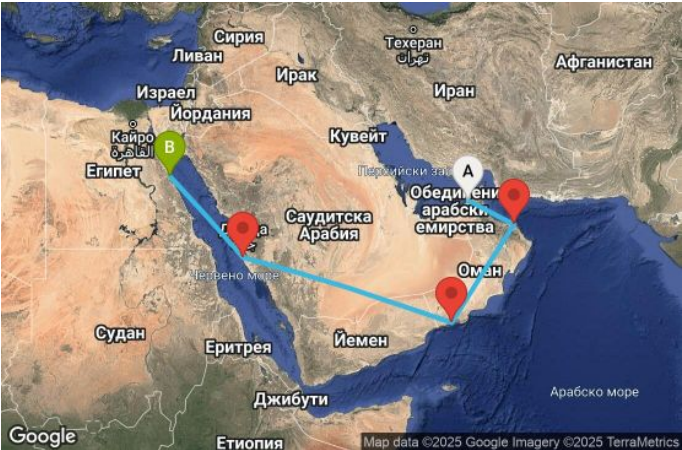 Сирия
Техеран
تهران
Ливан
Афганистан
Ирак
Израел
Иран
Йордания
Кайро
القاهرة
Кувейт
B
Египет
A
Саудитска
Арабия
арабски
емирства
Червено море
Оман
Судан
Еритрея
Йемен
Джибути
Арабско море
Google
Етиопия
Map data ©2025 Google Imagery ©2025 TerraMetrics